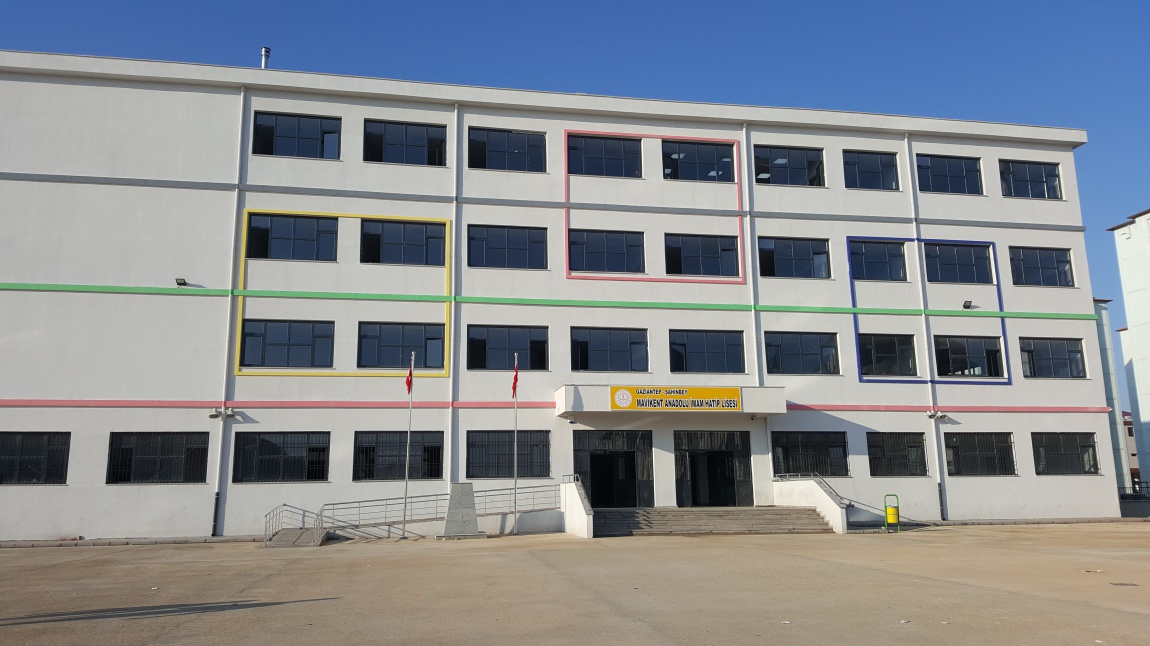 GAZİANTEP - ŞAHİNBEY
MAVİKENT ANADOLU İMAM HATİP LİSESİ